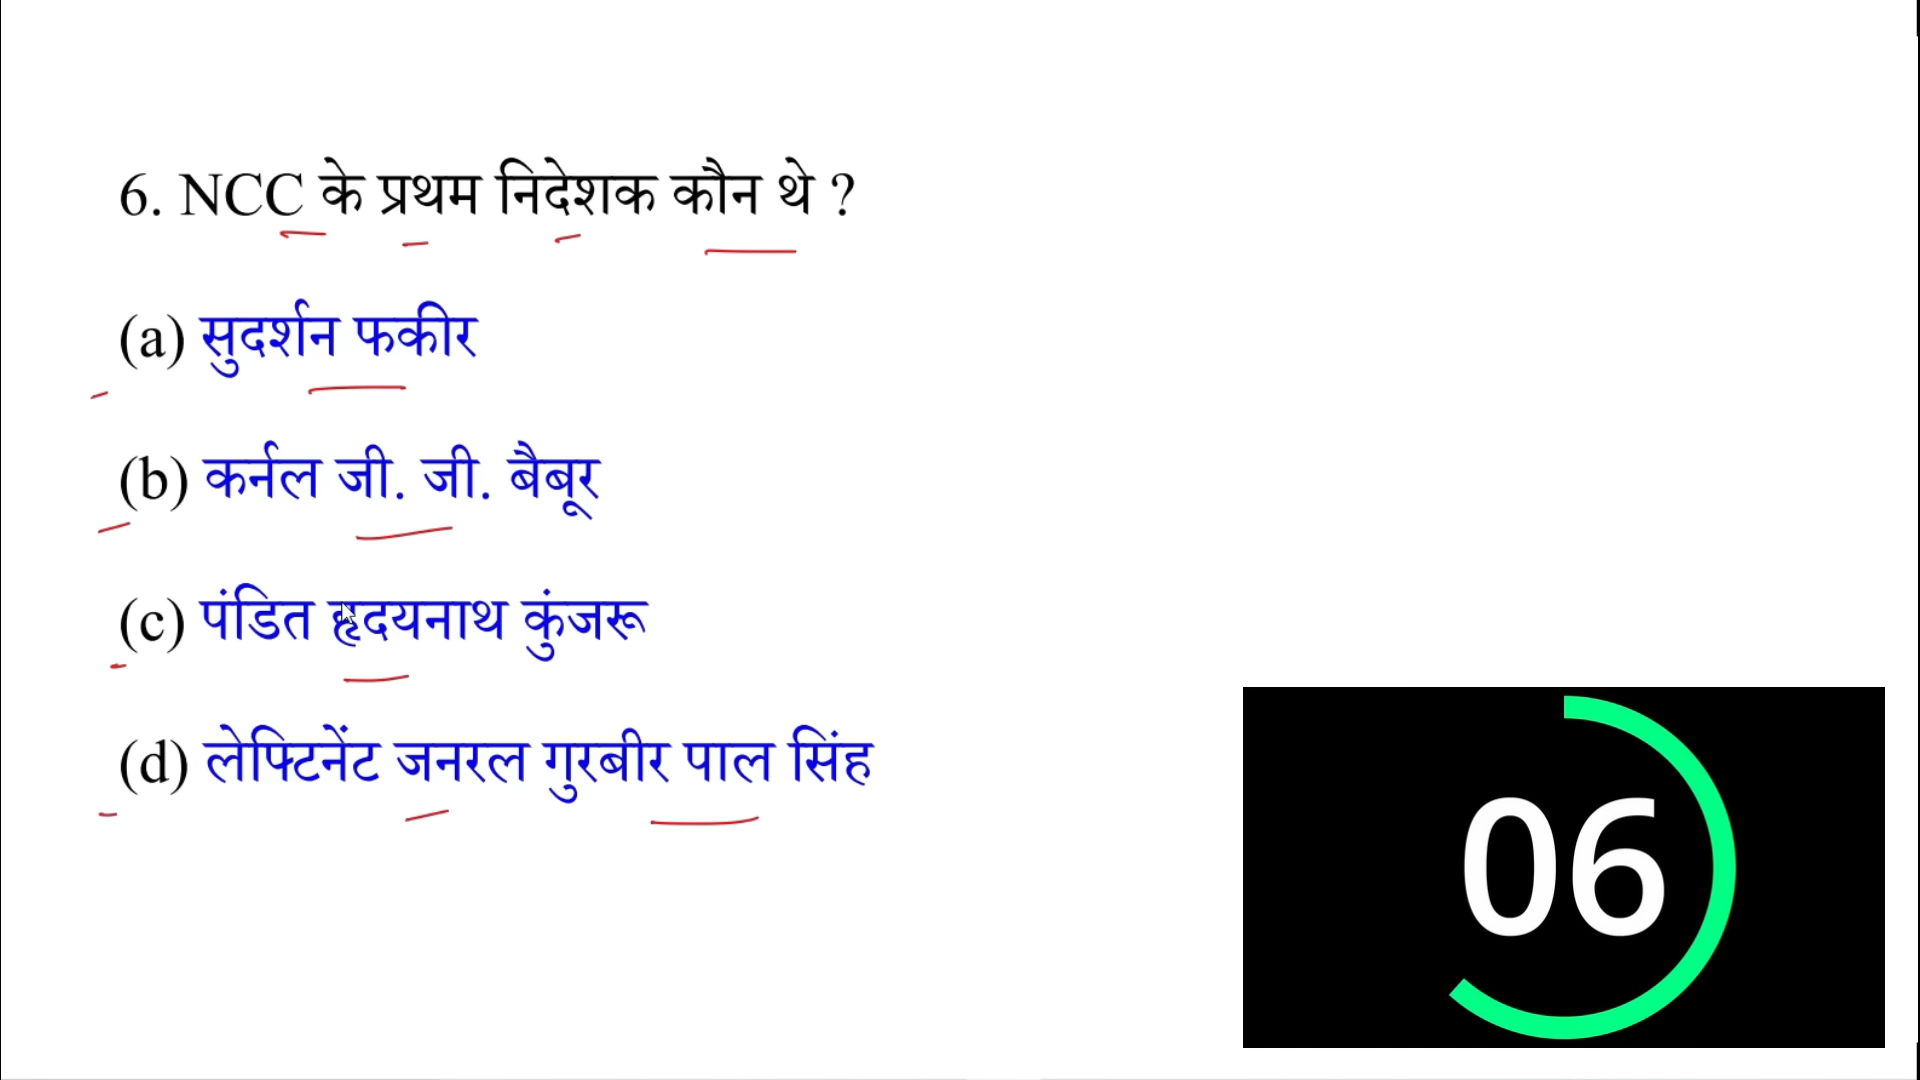 6. NCC के प्रथम निदेशक कौन थे ?
(a) सुदर्शन फकीर
(b) कर्नल जी. जी. बैबूर
(c) पंडित हृदयनाथ कुंजरू
(d) लेफ्टिनेंट जनरल गुरबीर पाल सिंह
06